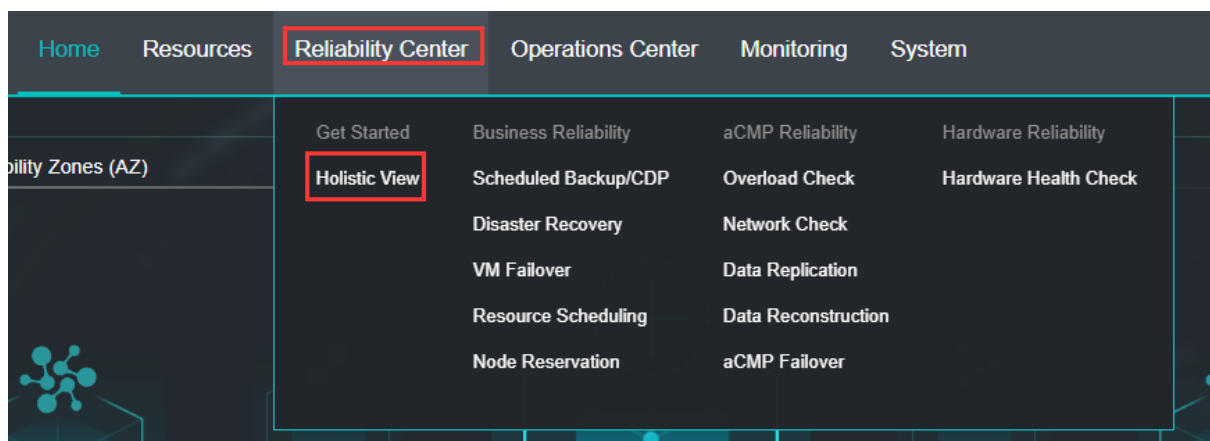 Home Resources Reliability Center Operations Center Monitoring System
Get Started Business Reliability aCMP Reliability Hardware Reliability
Zones (AZ)
Holistic View Scheduled Backup/CDP Overload Check Hardware Health Check
Disaster Recovery Network Check
VM Failover Data Replication
Resource Scheduling Data Reconstruction
Node Reservation aCMP Failover